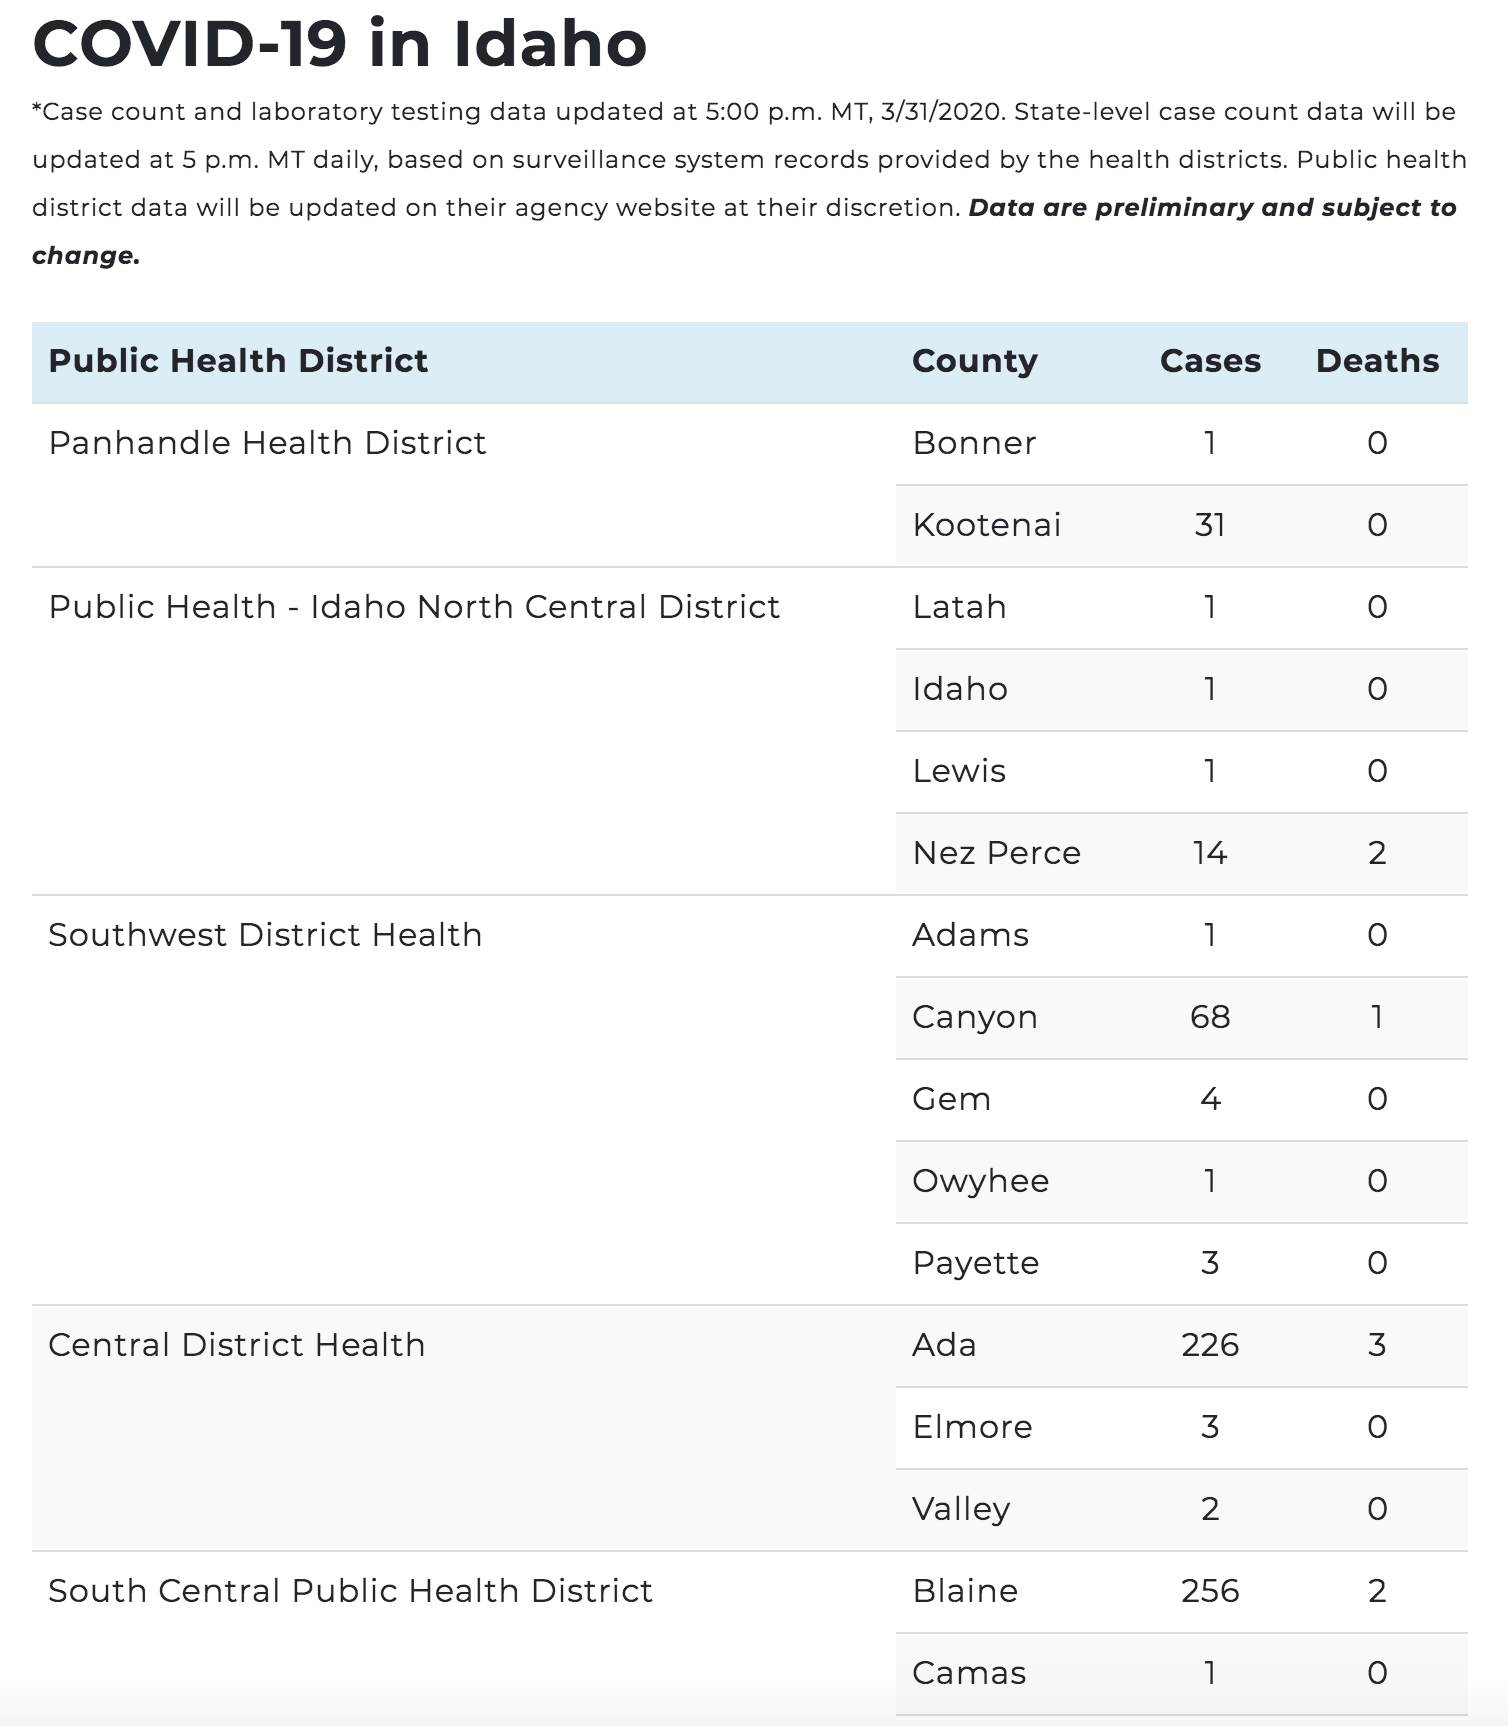 COVID-19 in Idaho
*Case count and laboratory testing data updated at 5:00 p.m. MT, 3/31/2020. State-level case count data will be
updated at 5 p.m. MT daily, based on surveillance system records provided by the health districts. Public health
district data will be updated on their agency website at their discretion. Data are preliminary and subject to
change.
Public Health District County Cases Deaths
Panhandle Health District Bonner 1 0
Kootenai 31 0
Public Health - Idaho North Central District Latah 1 0
Idaho 1 0
Lewis 1 0
Nez Perce 14 2
Southwest District Health Adams 1 0
Canyon 68 1
Gem 4 0
Owyhee 1 0
Payette 3 0
Central District Health Ada 226 3
Elmore 3 0
Valley 2 0
South Central Public Health District Blaine 256 2
Camas 1 0